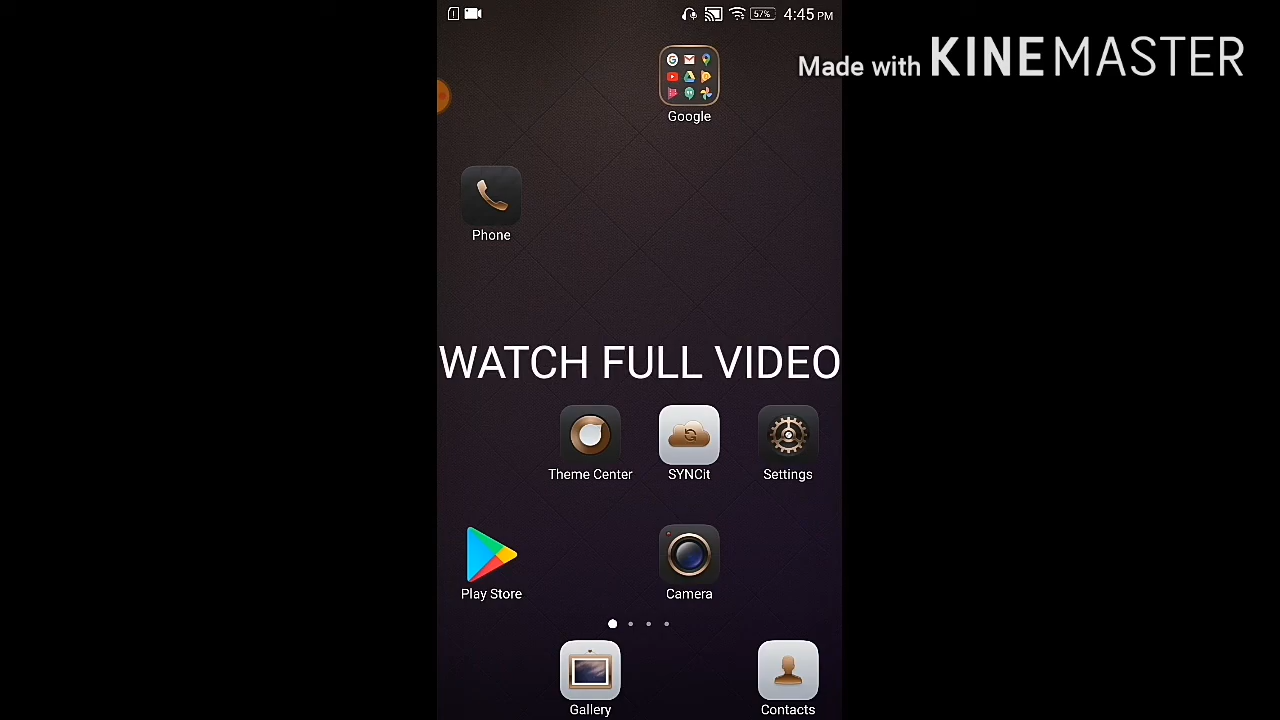 57% 4:45 PM
Made with KINEMASTER
Google
Phone
WATCH FULL VIDEO
Theme Center SYNCit Settings
Play Store Camera
Gallery Contacts